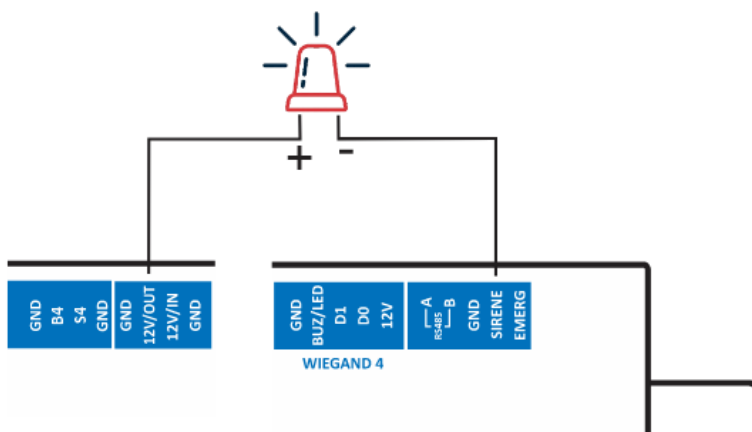 + -
GND
B4
S4
GND
GND
12V/OUT
12V/IN
GND
GND
BUZ/LED
D1
D0
12V
A
RS485
B
GND
SIRENE
EMERG
WIEGAND 4